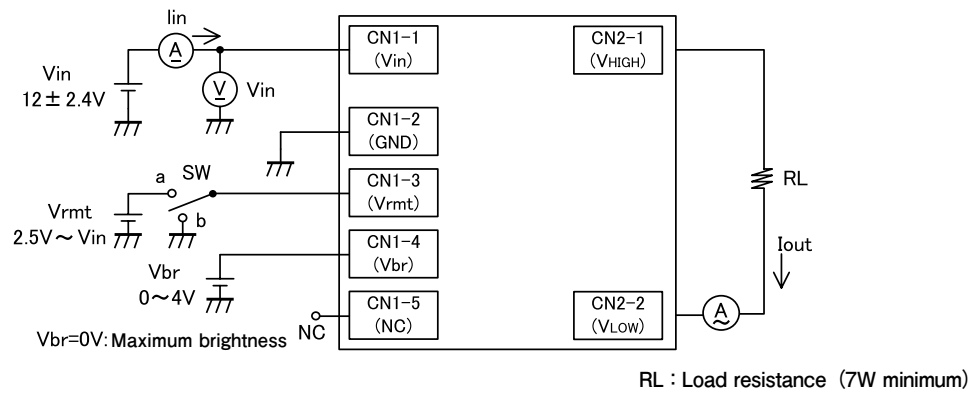 Iin
A
Vin
12±2.4V
V
Vin
CN1-1
(Vin)
CN1-2
(GND)
a
SW
b
CN1-3
(Vrmt)
Vrmt
2.5V～Vin
CN1-4
(Vbr)
Vbr
0～4V
CN1-5
(NC)
NC
Vbr=0V: Maximum brightness
CN2-1
(VHIGH)
RL
Iout
CN2-2
(VLOW)
A
RL : Load resistance (7W minimum)